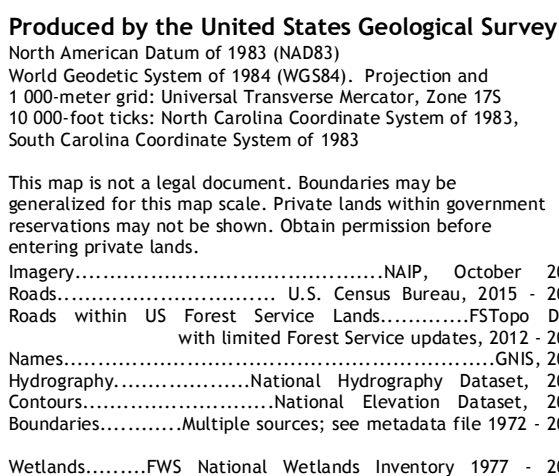 Produced by the United States Geological Survey
North American Datum of 1983 (NAD83)
World Geodetic System of 1984 (WGS84). Projection and
1 000-meter grid: Universal Transverse Mercator, Zone 17S
10 000-foot ticks: North Carolina Coordinate System of 1983,
South Carolina Coordinate System of 1983
This map is not a legal document. Boundaries may be
generalized for this map scale. Private lands within government
reservations may not be shown. Obtain permission before
entering private lands.
Imagery.............................................NAIP, October
Roads................................ U.S. Census Bureau, 2015 -
Roads within US Forest Service Lands.............FSTopo
with limited Forest Service updates, 2012 -
Names...............................................................GNIS,
Hydrography....................National Hydrography Dataset,
Contours............................National Elevation Dataset,
Boundaries............Multiple sources; see metadata file 1972 -
Wetlands.........FWS National Wetlands Inventory 1977 -